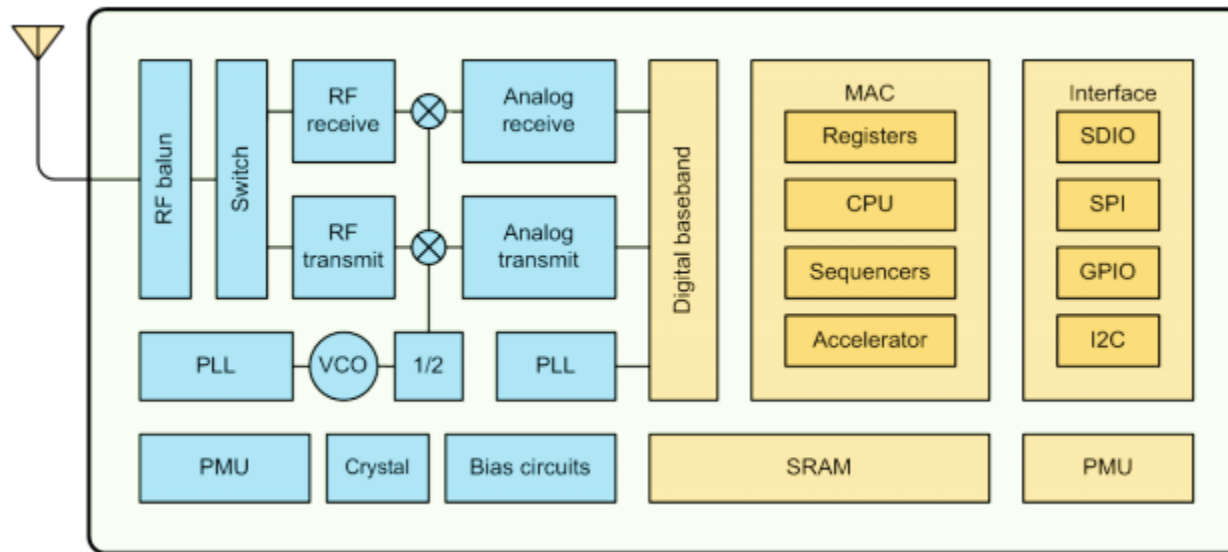 RF balun
Switch
RF
receive
Analog
receive
RF
transmit
Analog
transmit
PLL
VCO
1/2
PLL
Digital baseband
MAC
Registers
CPU
Sequencers
Accelerator
Interface
SDIO
SPI
GPIO
I2C
PMU
Crystal
Bias circuits
SRAM
PMU